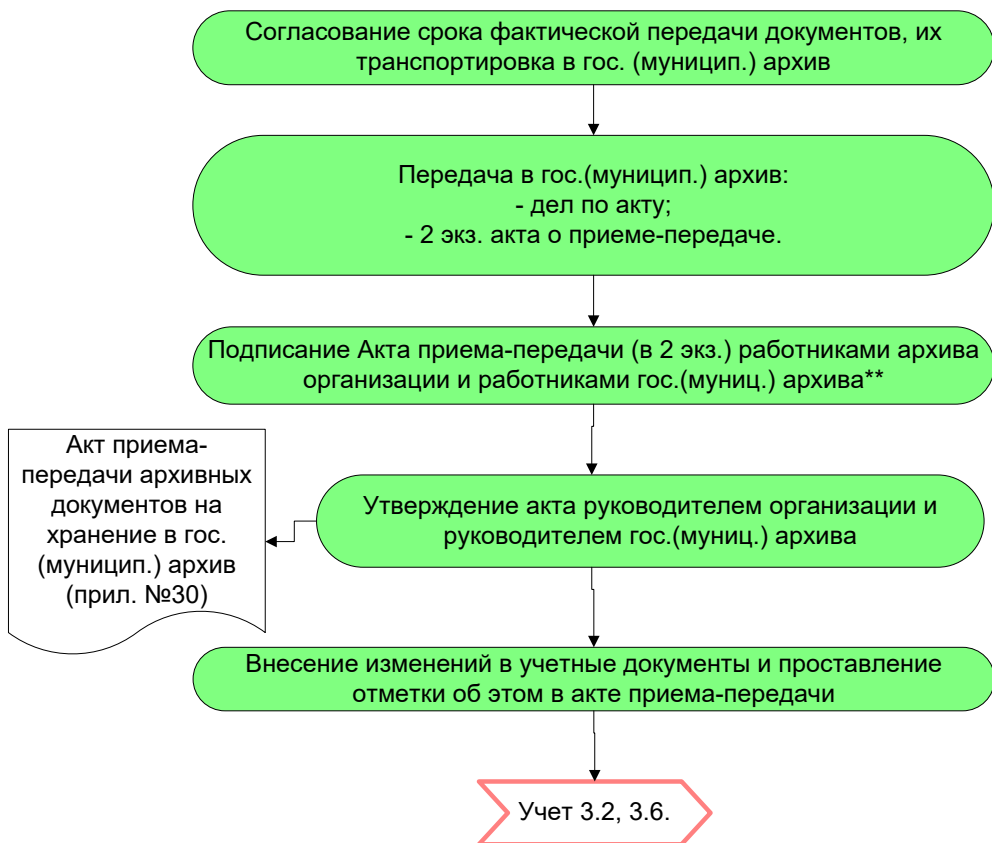 Согласование срока фактической передачи документов, их
транспортировка в гос. (муницип.) архив
Передача в гос.(муницип.) архив:
- дел по акту;
- 2 экз. акта о приеме-передаче.
Подписание Акта приема-передачи (в 2 экз.) работниками архива
организации и работниками гос.(муниц.) архива**
Акт приема-
передачи архивных
документов на
хранение в гос.
(муницип.) архив
(прил. №30)
Утверждение акта руководителем организации и
руководителем гос.(муниц.) архива
Внесение изменений в учетные документы и проставление
отметки об этом в акте приема-передачи
Учет 3.2, 3.6.